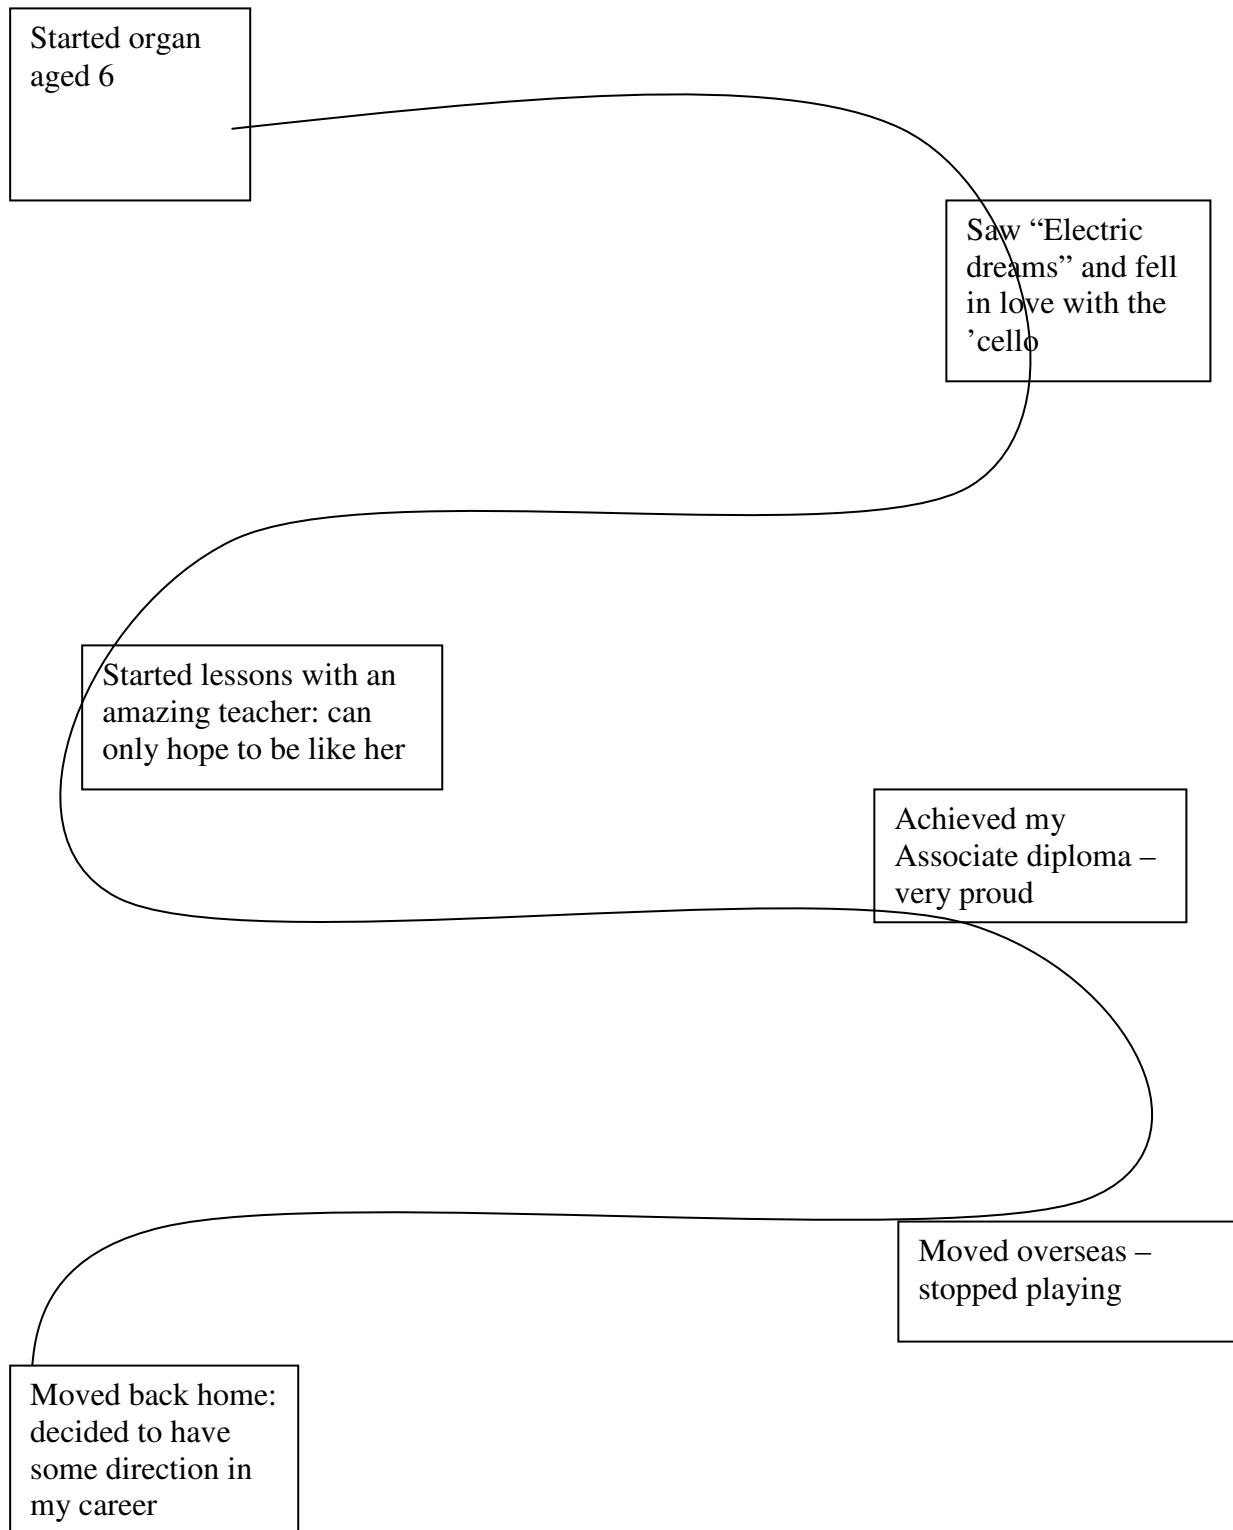 Started organ
aged 6
Saw “Electric
dreams” and fell
in love with the
’cello
Started lessons with an
amazing teacher: can
only hope to be like her
Achieved my
Associate diploma –
very proud
Moved overseas –
stopped playing
Moved back home:
decided to have
some direction in
my career